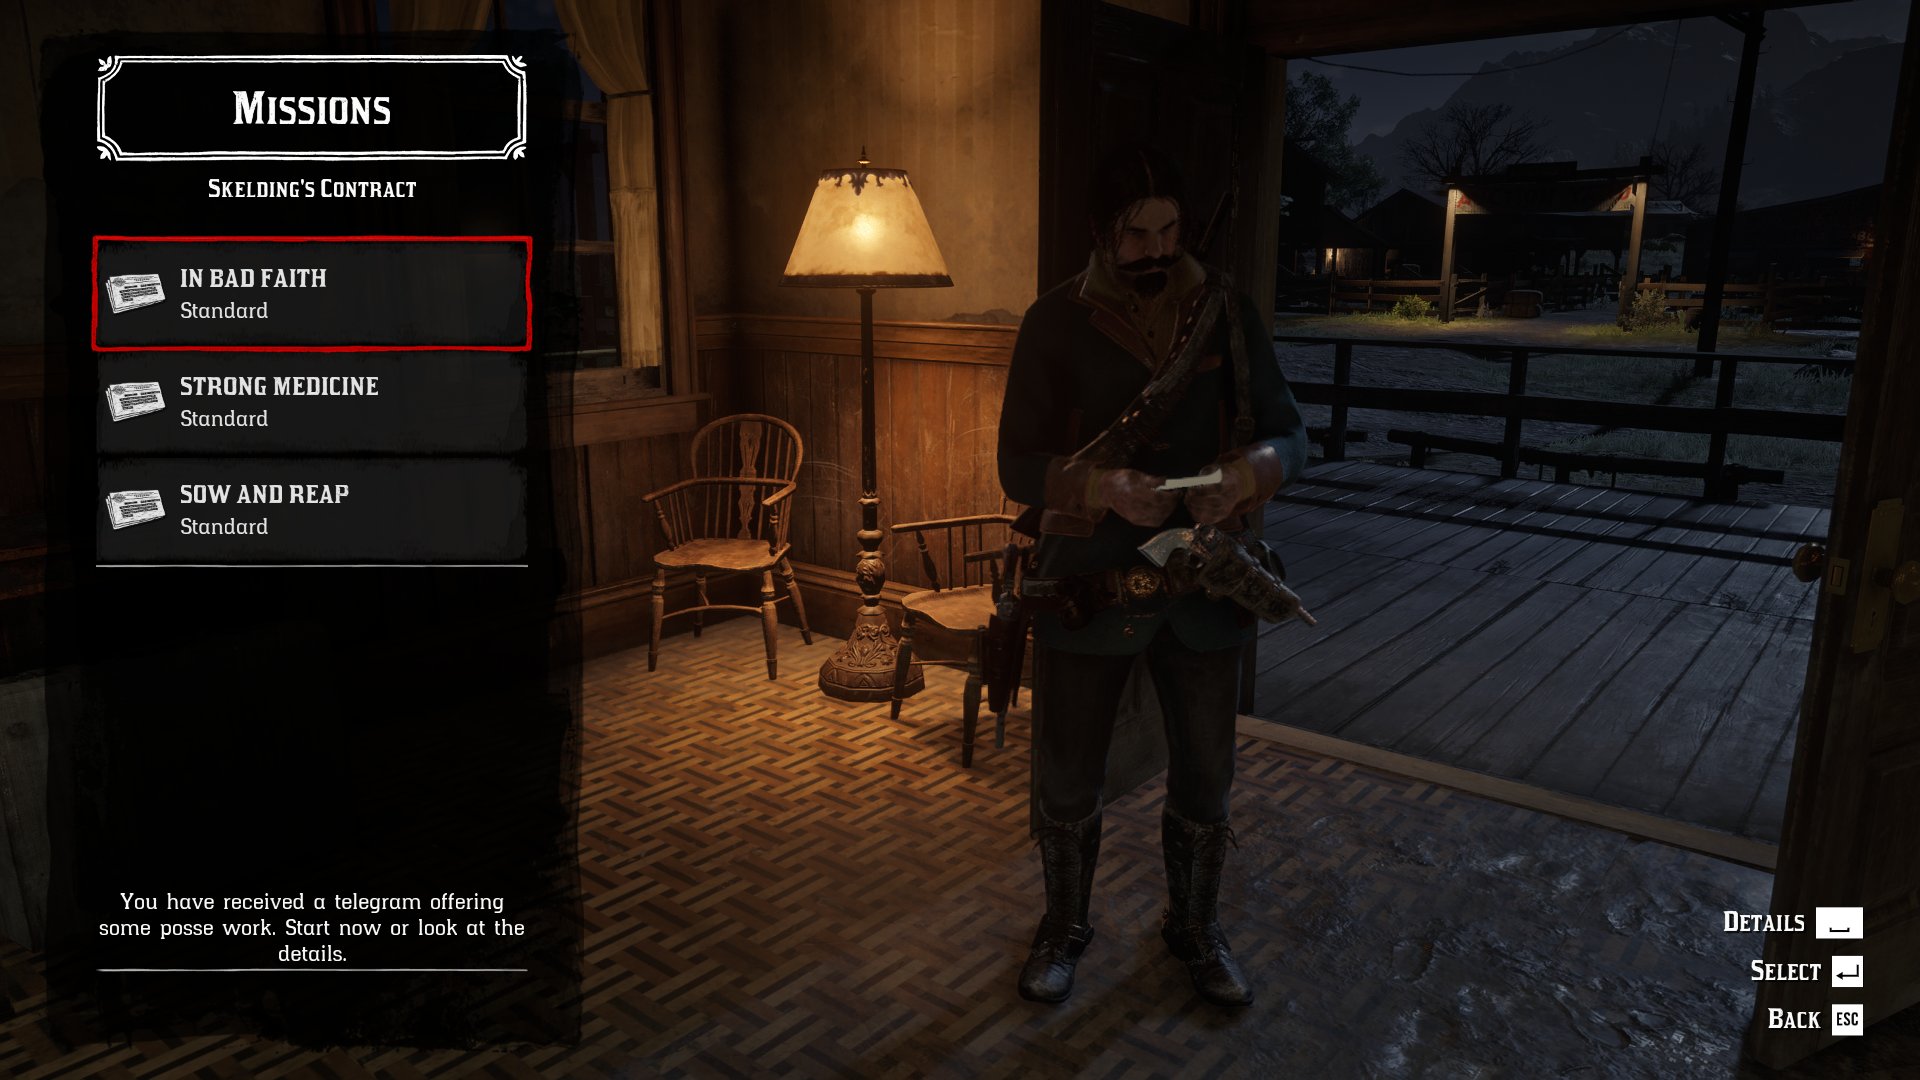 MISSIONS
SKELDING'S CONTRACT
IN BAD FAITH
Standard
STRONG MEDICINE
Standard
SOW AND REAP
Standard
You have received a telegram offering
some posse work. Start now or look at the
details.
DETAILS
SELECT
BACK ESC